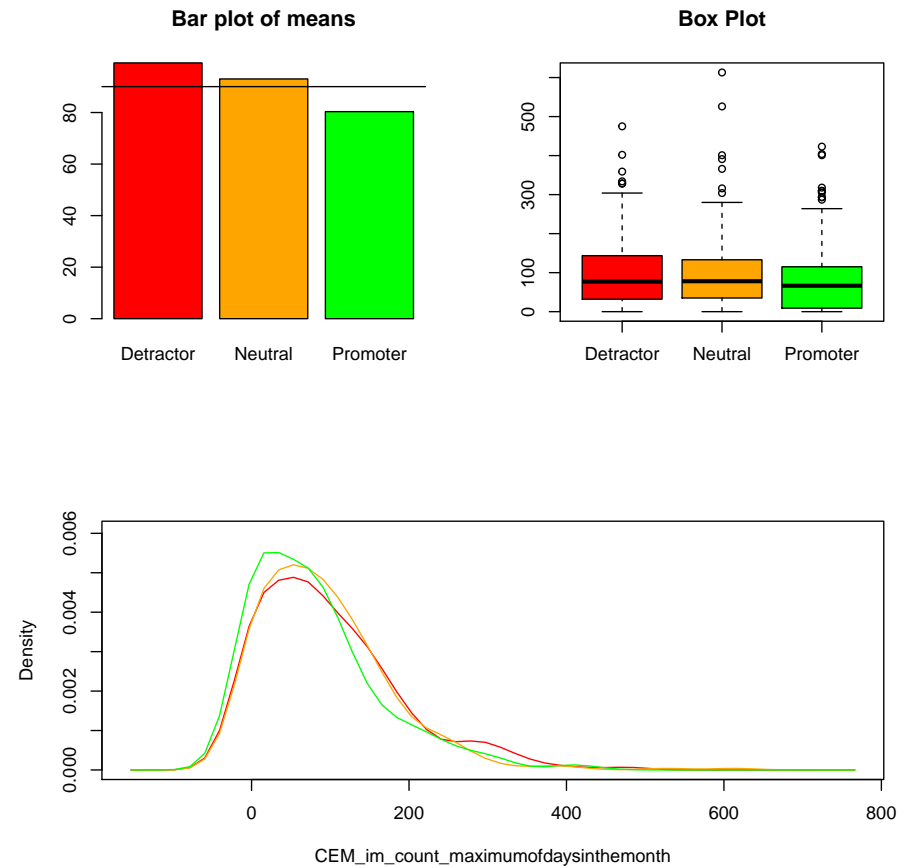 Bar plot of means
0
20
40
60
80
Detractor Neutral Promoter
Box Plot
0
100
300
500
Detractor Neutral Promoter
Density
0.000
0.002
0.004
0.006
0 200 400 600 800
CEM_im_count_maximumofdaysinthemonth